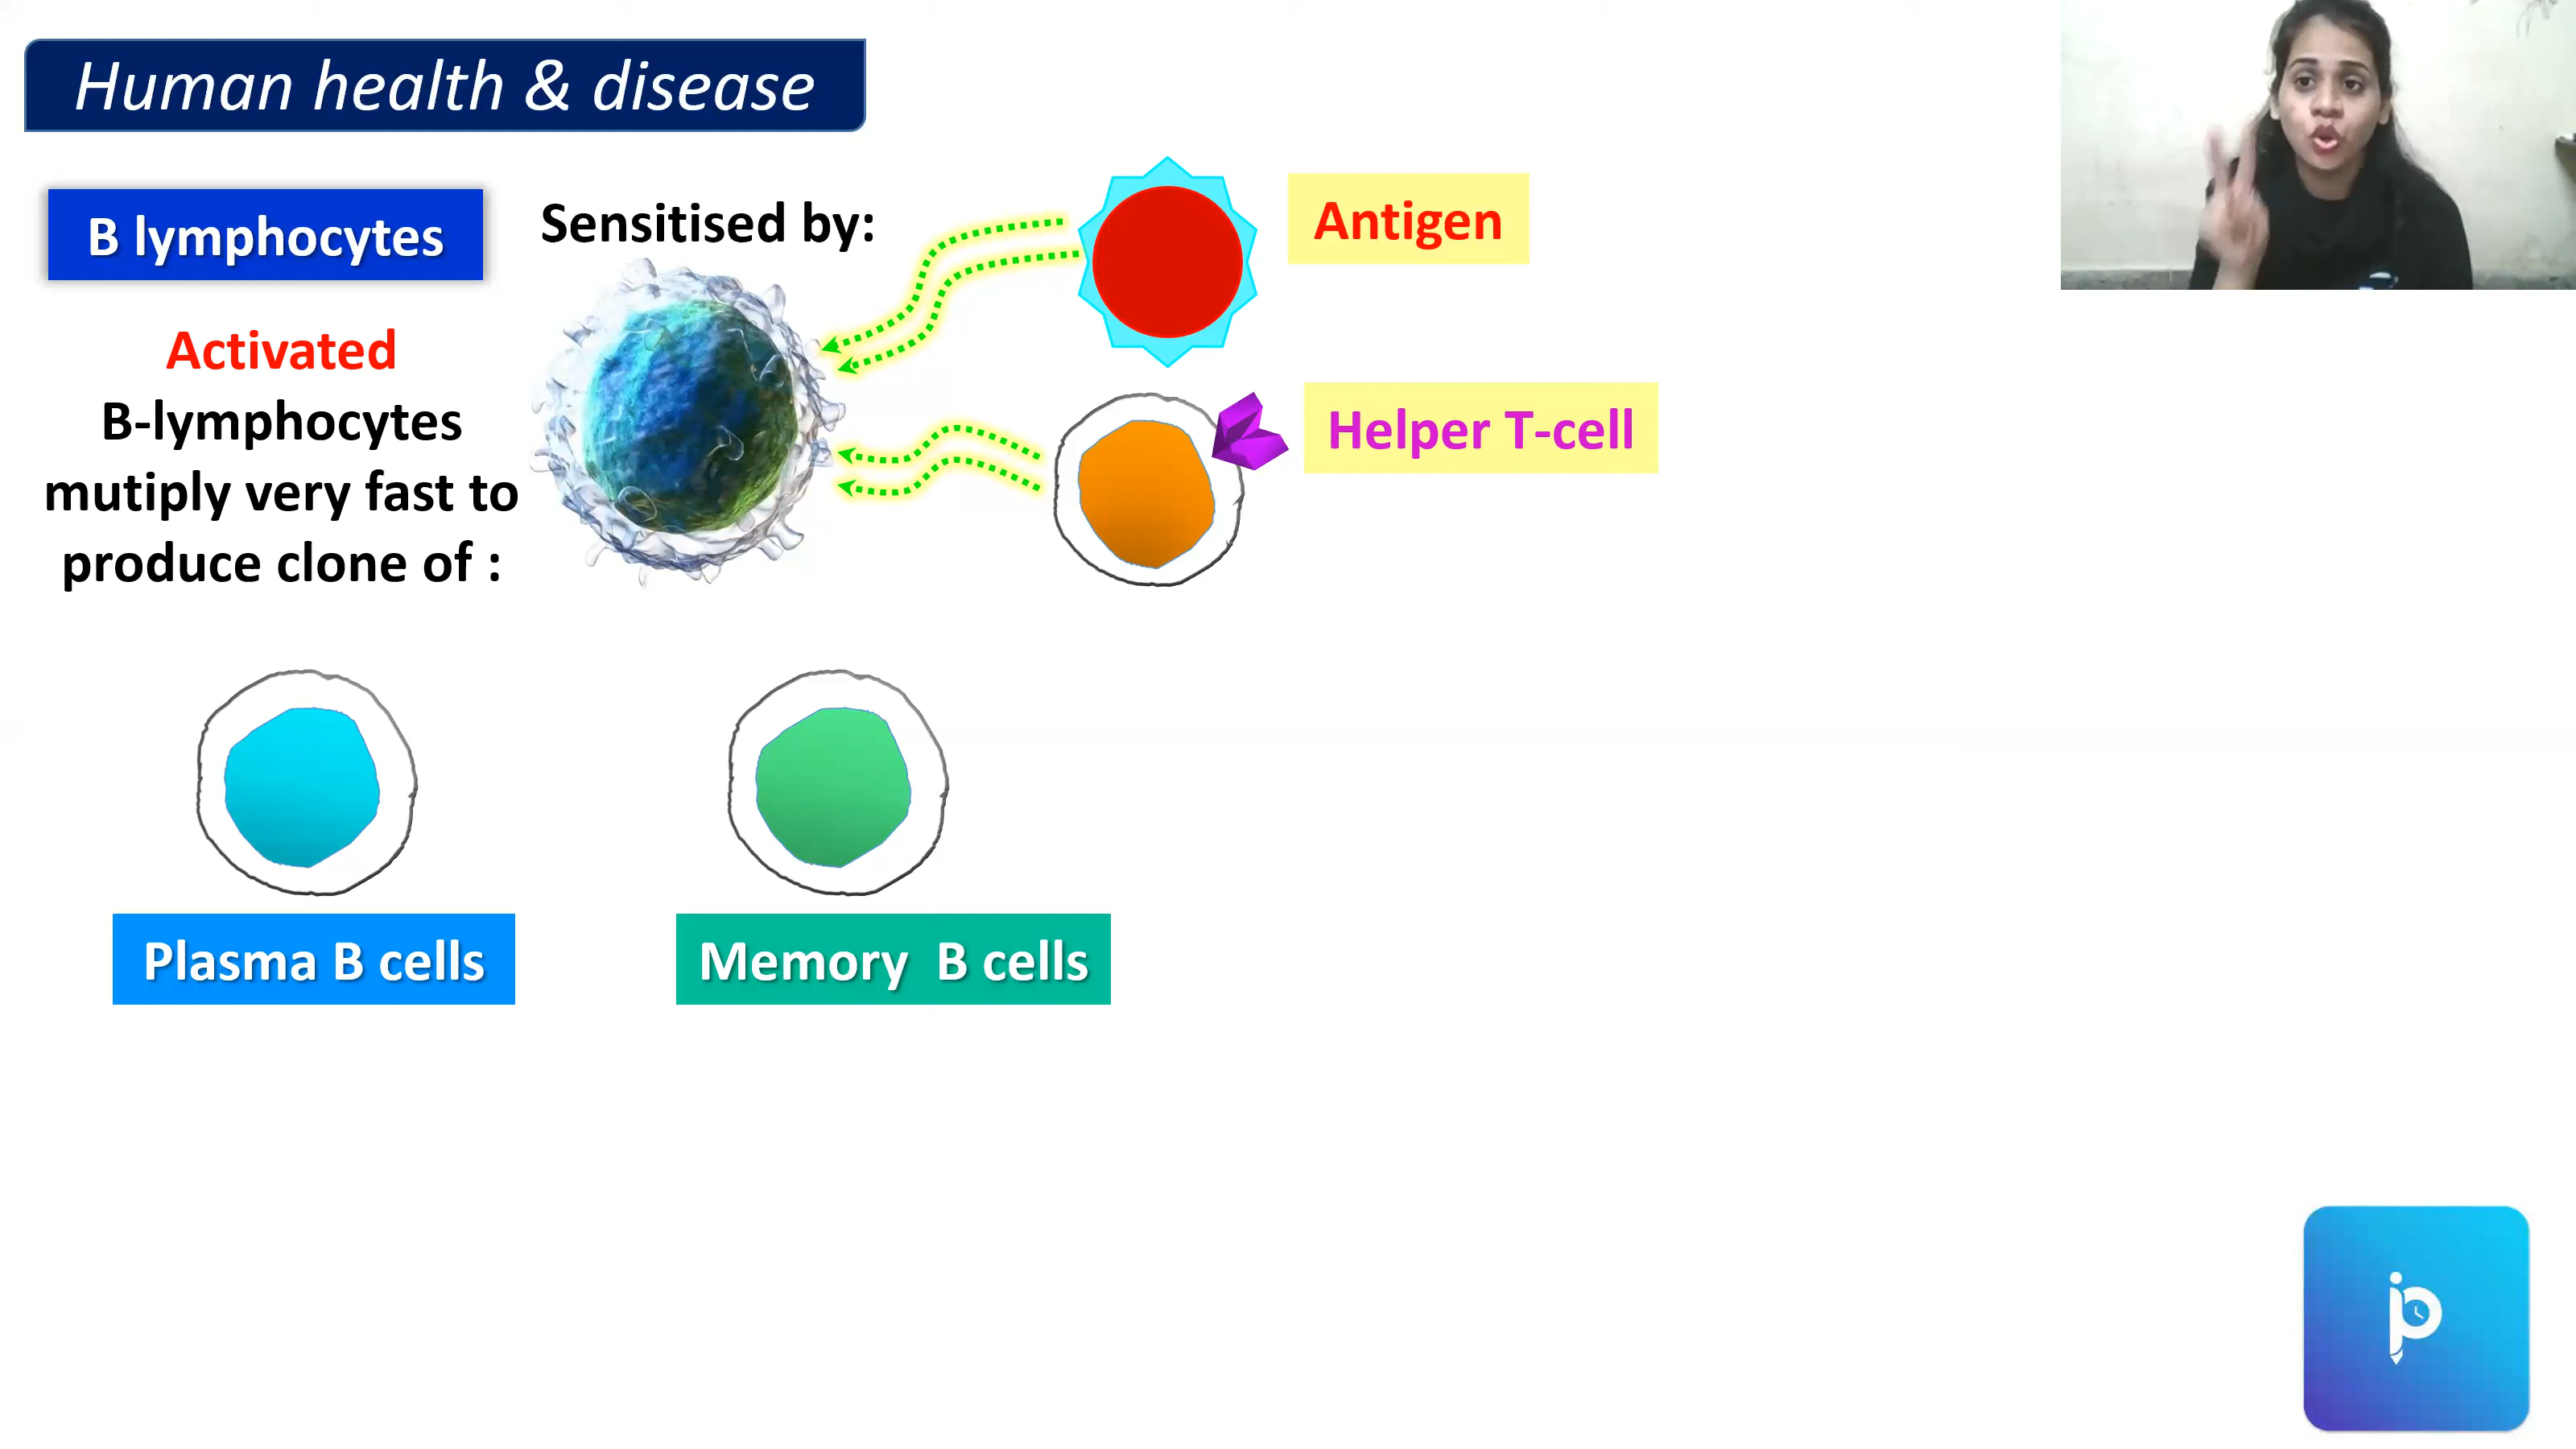 Human health & disease
B lymphocytes
Sensitised by:
Antigen
Activated
B-lymphocytes
mutiply very fast to
produce clone of :
Helper T-cell
Plasma B cells
Memory B cells